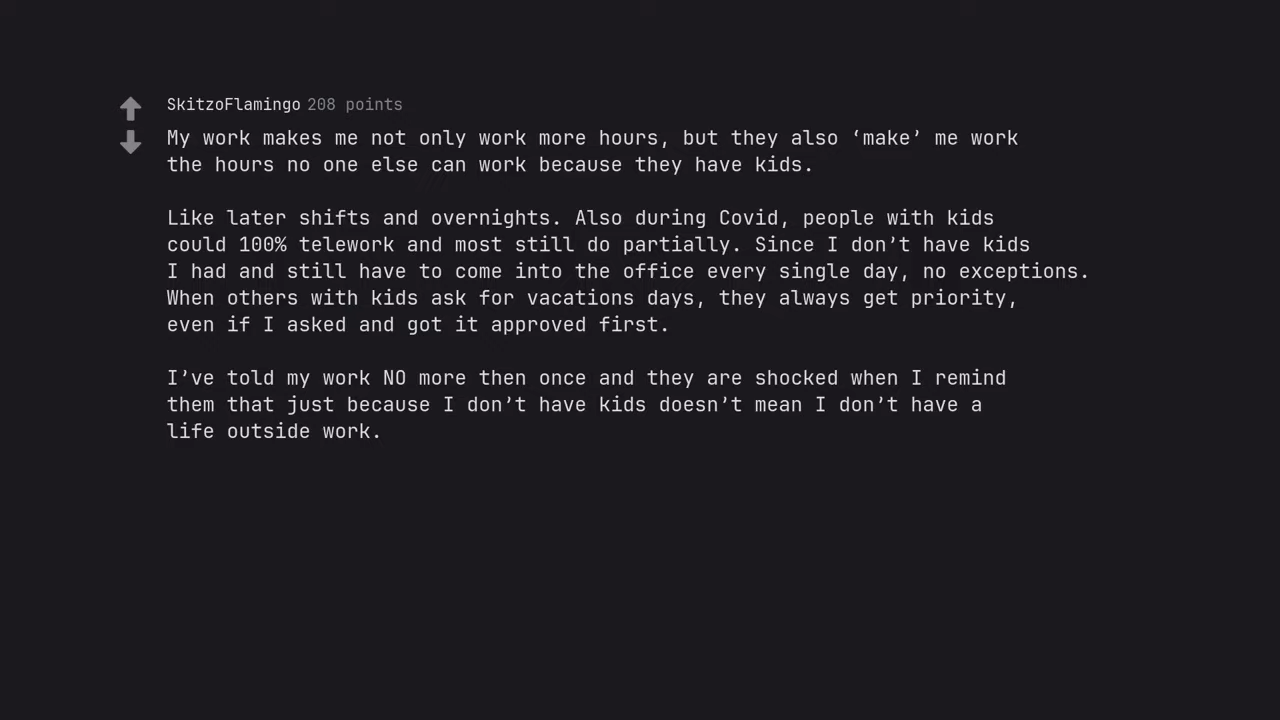 SkitzoFlamingo 208 points
My work makes me not only work more hours, but they also ‘make’ me work
the hours no one else can work because they have kids.
Like later shifts and overnights. Also during Covid, people with kids
could 100% telework and most still do partially. Since I don’t have kids
I had and still have to come into the office every single day, no exceptions.
When others with kids ask for vacations days, they always get priority,
even if I asked and got it approved first.
I’ve told my work NO more then once and they are shocked when I remind
them that just because I don’t have kids doesn’t mean I don’t have a
life outside work.